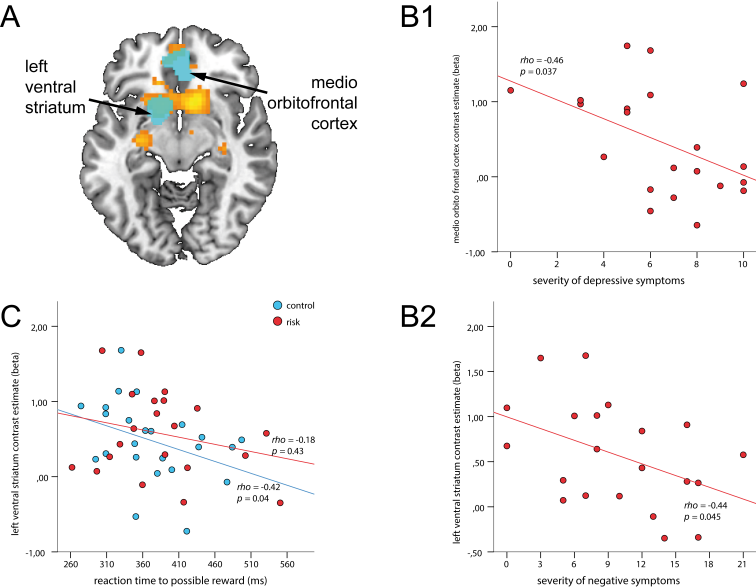 A
left
ventral
striatum
medio
orbitofrontal
cortex
B1
medio orbito frontal cortex contrast estimate (beta)
2,00
1,00
,00
-1,00
rho = -0.46
p = 0.037
0 2 4 6 8 10
severity of depressive symptoms
C
control
risk
left ventral striatum contrast estimate (beta)
2,00
1,00
,00
-1,00
rho = -0.18
p = 0.43
rho = -0.42
p = 0.04
260 310 360 410 460 510 560
reaction time to possible reward (ms)
B2
left ventral striatum contrast estimate (beta)
2,00
1,50
1,00
,50
,00
-,50
rho = -0.44
p = 0.045
0 3 6 9 12 15 18 21
severity of negative symptoms